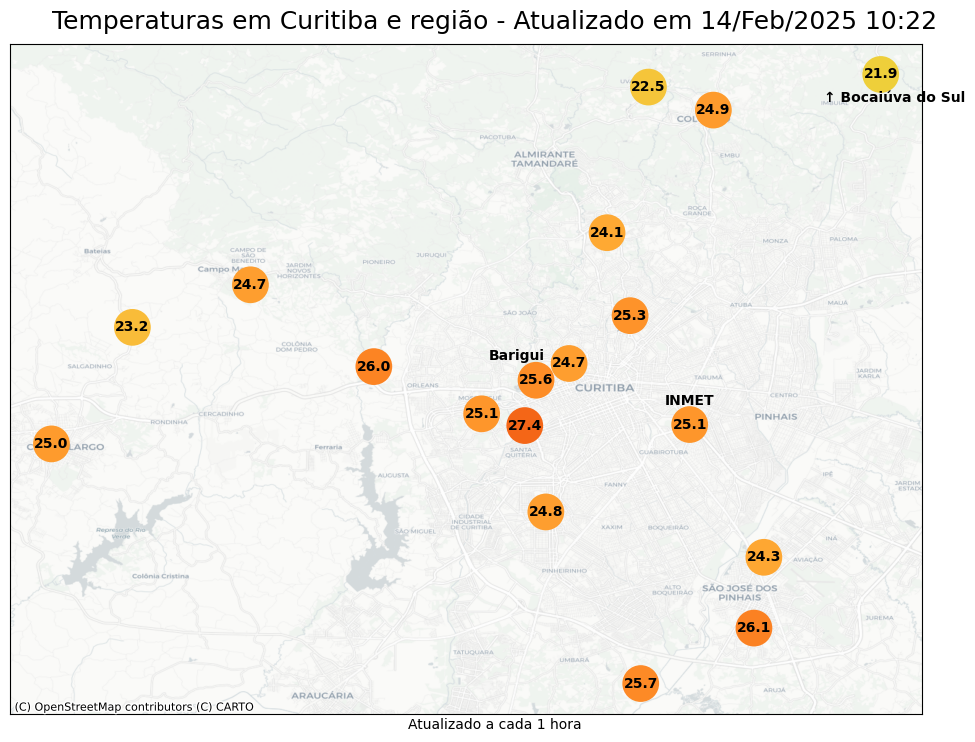 Temperaturas em Curitiba e região - Atualizado em 14/Feb/2025 10:22
SERRINHA
21.9
22.5
↑ Bocaiúva do Sul
24.9
PACOTUBA
ALMIRANTE
TAMANDARÉ
EMBU
ROÇA
GRANDE
24.1
MONZA
PALOMA
Bateias
CAMPO DE
SÃO
BENEDITO
JURUQUI
PIONEIRO
JARDIM
NOVOS
HORIZONTES
24.7
ATUBA
MAUÁ
SÃO JOÃO
25.3
23.2
COLÔNIA
DOM PEDRO
Barigui
24.7
SALGADINHO
26.0
25.6
JARDIM
KARLA
TARUMÃ
ORLEANS
CURITIBA
CENTRO
INMET
CERCADINHO
25.1
PINHAIS
RONDINHA
27.4
25.1
25.0
LARGO
Ferraria
SANTA
QUITÉRIA
GUABIROTUBA
AUGUSTA
IPÊ
FANNY
JARDIM
ESTADO
24.8
CIDADE
INDUSTRIAL
DE CURITIBA
XAXIM
BOQUEIRÃO
SÃO MIGUEL
Represa do Rio
Verde
INÁ
24.3
AVIAÇÃO
Colônia Cristina
PINHEIRINHO
ALTO
BOQUEIRÃO
SÃO JOSÉ DOS
PINHAIS
JUREMA
26.1
TATUQUARA
UMBARÁ
25.7
ARUJÁ
ARAUCÁRIA
(C) OpenStreetMap contributors (C) CARTO
Atualizado a cada 1 hora